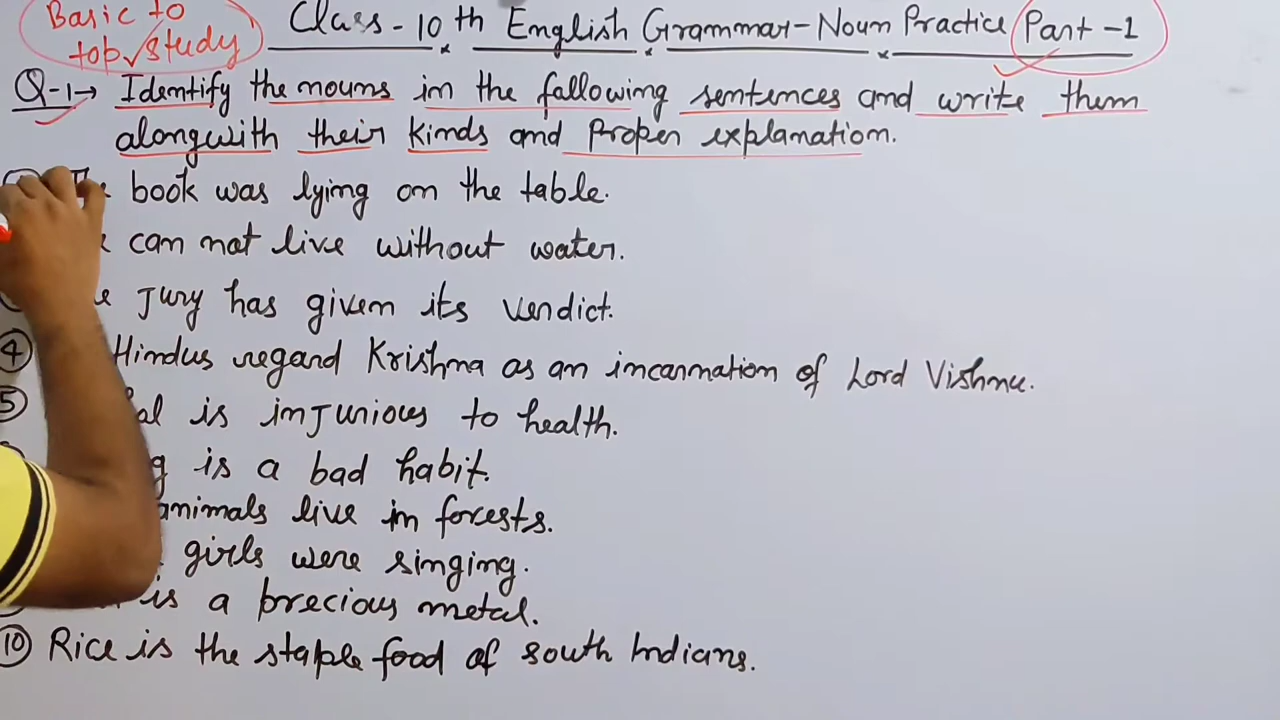 Basic to
top study
Class-10th English Grammar-Noun Practice Part-1
Q-1→ Identify the nouns in the following sentences and write them
alongwith their kinds and Proper explanation.
book was lying on the table.
can not live without water.
Jury has given its verdict.
④ Hindus regard Krishna as an incarnation of Lord Vishnu.
⑤ is injurious to health.
is a bad habit.
animals live in forests.
girls were singing.
is a precious metal.
⑩ Rice is the staple food of south Indians.